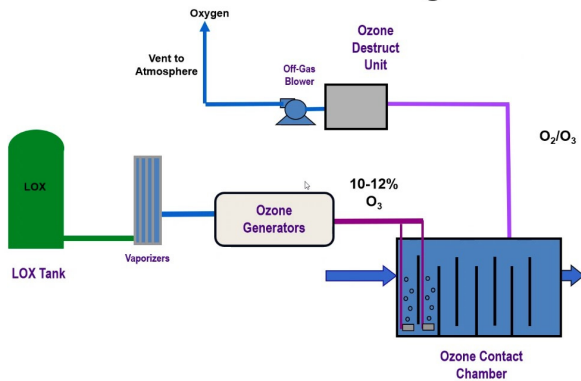 Oxygen
Vent to
Atmosphere
Off-Gas
Blower
Ozone
Destruct
Unit
O₂/O₃
LOX
LOX Tank
Vaporizers
Ozone
Generators
10-12%
O₃
Ozone Contact
Chamber